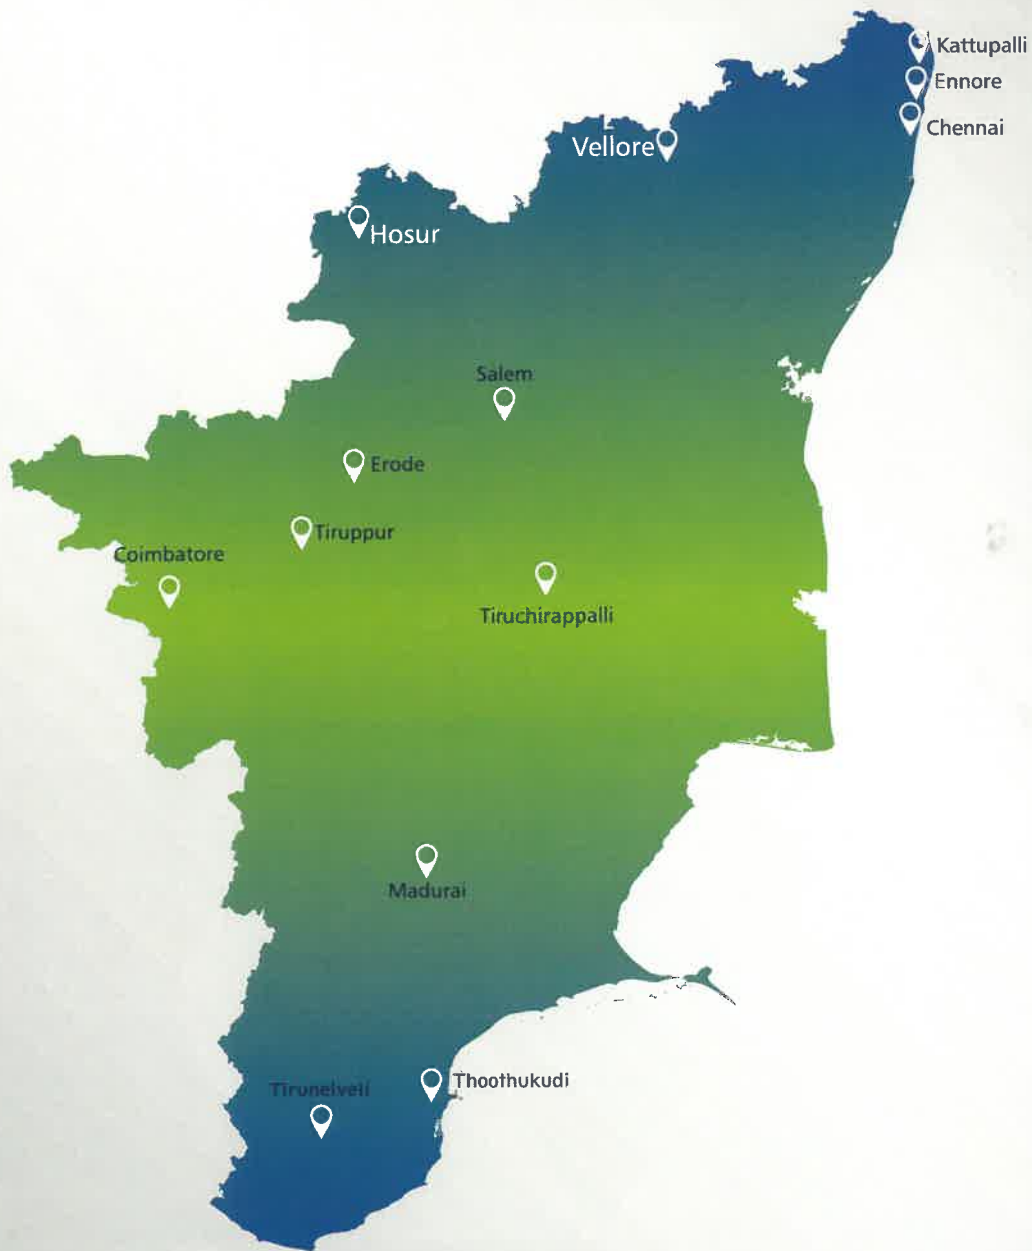 Kattupalli
Ennore
Chennai
Vellore
Hosur
Salem
Erode
Tiruppur
Coimbatore
Tiruchirappalli
Madurai
Thoothukudi
Tirunelveli